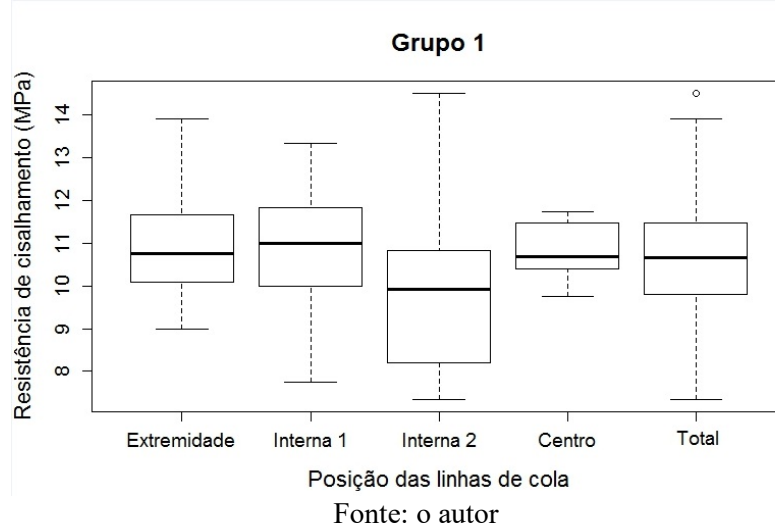 Grupo 1
Resistência de cisalhamento (MPa)
14
13
12
11
10
9
8
Extremidade Interna 1 Interna 2 Centro Total
Posição das linhas de cola
Fonte: o autor